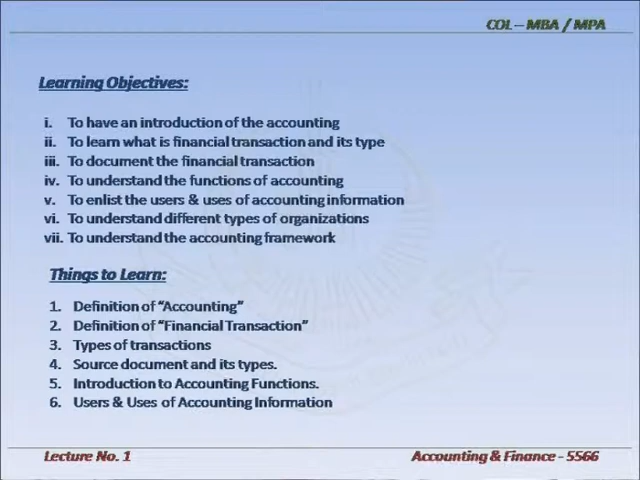 COL – MBA / MPA
Learning Objectives:
i. To have an introduction of the accounting
ii. To learn what is financial transaction and its type
iii. To document the financial transaction
iv. To understand the functions of accounting
v. To enlist the users & uses of accounting information
vi. To understand different types of organizations
vii. To understand the accounting framework
Things to Learn:
1. Definition of “Accounting”
2. Definition of “Financial Transaction”
3. Types of transactions
4. Source document and its types.
5. Introduction to Accounting Functions.
6. Users & Uses of Accounting Information
Lecture No. 1
Accounting & Finance - 5566